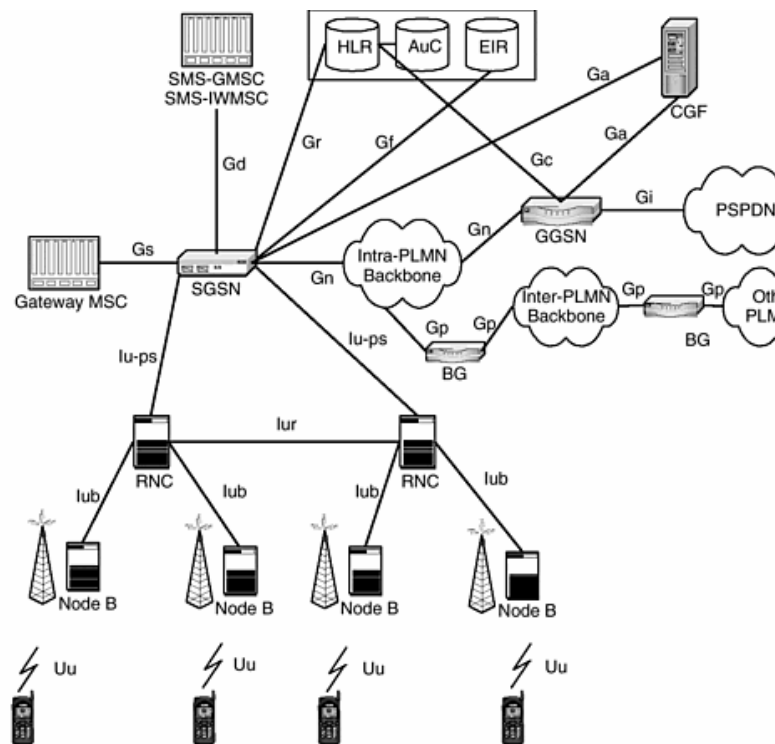 HLR
AuC
EIR
SMS-GMSC
SMS-IWMSC
CGF
Ga
Gr
Gf
Ga
Gd
Gc
Gi
PSPDN
GGSN
Gn
Gs
Intra-PLMN
Backbone
Gn
Gateway MSC
SGSN
Inter-PLMN
Backbone
Gp
Gp
Oth
PLM
Gp
Gp
BG
BG
Iu-ps
Iu-ps
Iur
RNC
RNC
Iub
Iub
Iub
Iub
Node B
Node B
Node B
Node B
Uu
Uu
Uu
Uu